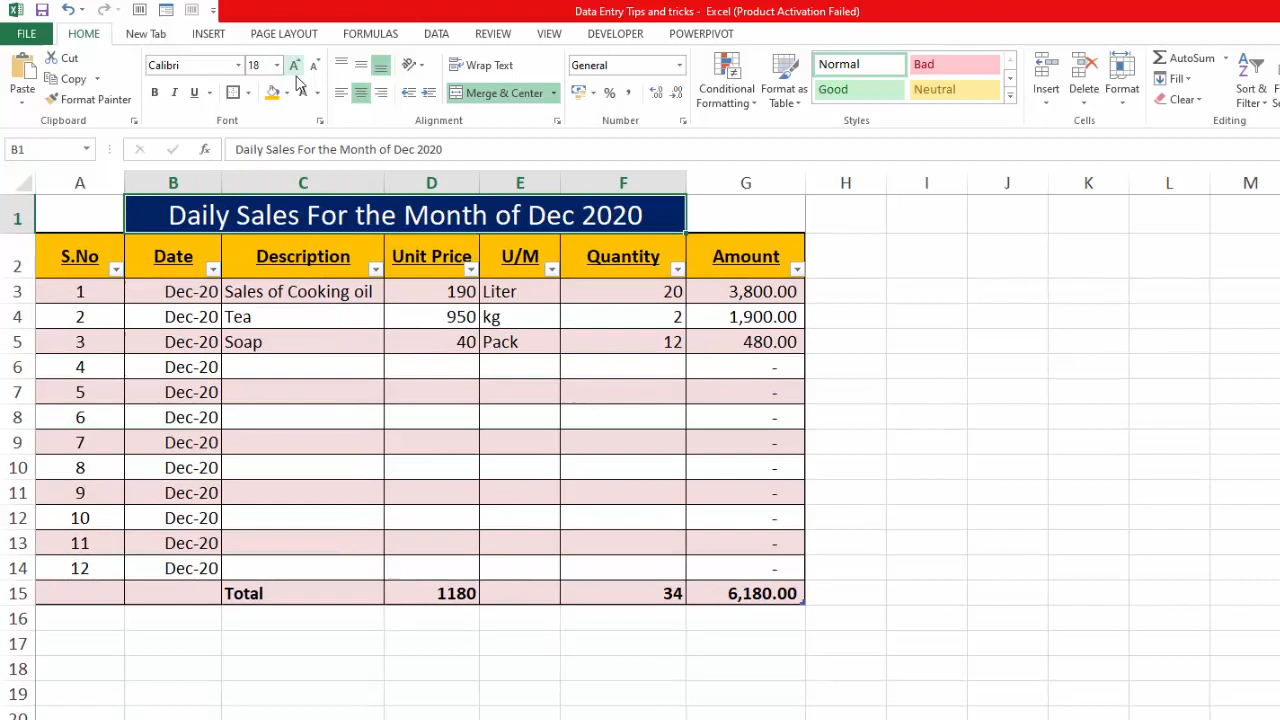 Data Entry Tips and tricks - Excel (Product Activation Failed)
FILE HOME New Tab INSERT PAGE LAYOUT FORMULAS DATA REVIEW VIEW DEVELOPER POWERPIVOT
Cut
Copy
Format Painter
Paste
Clipboard
Calibri 18 A A
B I U
Font
Wrap Text
Merge & Center
Alignment
General
% ,
Number
Conditional Formatting
Format as Table
Normal Bad
Good Neutral
Styles
Insert Delete Format
Cells
AutoSum
Fill
Clear
Sort & Filter
Editing
B1 fx Daily Sales For the Month of Dec 2020
A B C D E F G H I J K L M
1 Daily Sales For the Month of Dec 2020
2 S.No Date Description Unit Price U/M Quantity Amount
3 1 Dec-20 Sales of Cooking oil 190 Liter 20 3,800.00
4 2 Dec-20 Tea 950 kg 2 1,900.00
5 3 Dec-20 Soap 40 Pack 12 480.00
6 4 Dec-20 -
7 5 Dec-20 -
8 6 Dec-20 -
9 7 Dec-20 -
10 8 Dec-20 -
11 9 Dec-20 -
12 10 Dec-20 -
13 11 Dec-20 -
14 12 Dec-20 -
15 Total 1180 34 6,180.00
16
17
18
19
20